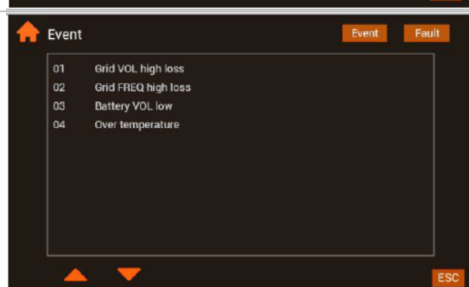 Event
Event Fault
01 Grid VOL high loss
02 Grid FREQ high loss
03 Battery VOL low
04 Over temperature
ESC